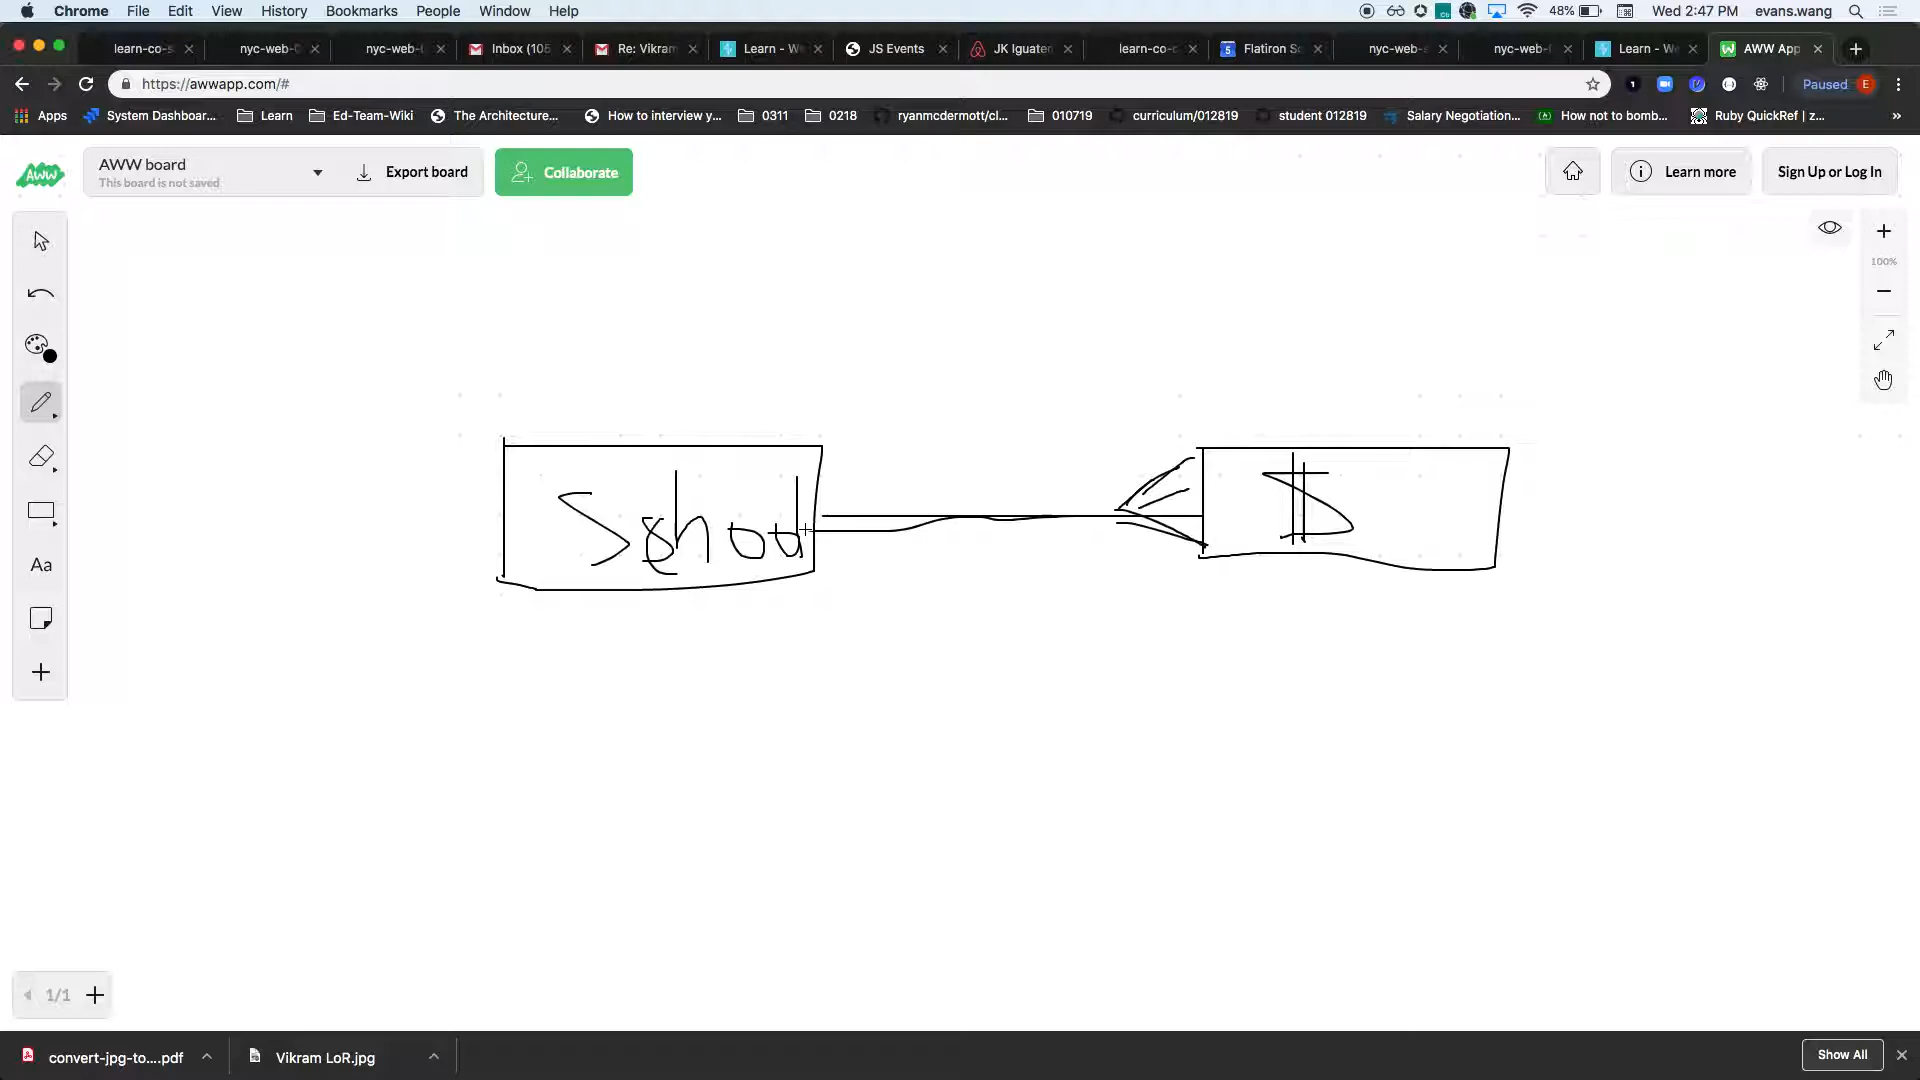 Chrome File Edit View History Bookmarks People Window Help 48% Wed 2:47 PM evans.wang
learn-co-s nyc-web-0 nyc-web- Inbox (105 Re: Vikram Learn - We JS Events JK Iguaten learn-co-c Flatiron Sc nyc-web- nyc-web- Learn - We AWW App
https://awwapp.com/# Paused E
Apps System Dashboar... Learn Ed-Team-Wiki The Architecture... How to interview y... 0311 0218 ryanmcdermott/cl... 010719 curriculum/012819 student 012819 Salary Negotiation... How not to bomb... Ruby QuickRef | z... »
AWW AWW board Export board Collaborate Learn more Sign Up or Log In
This board is not saved
100%
School $
Aa
1/1
convert-jpg-to....pdf Vikram LoR.jpg Show All